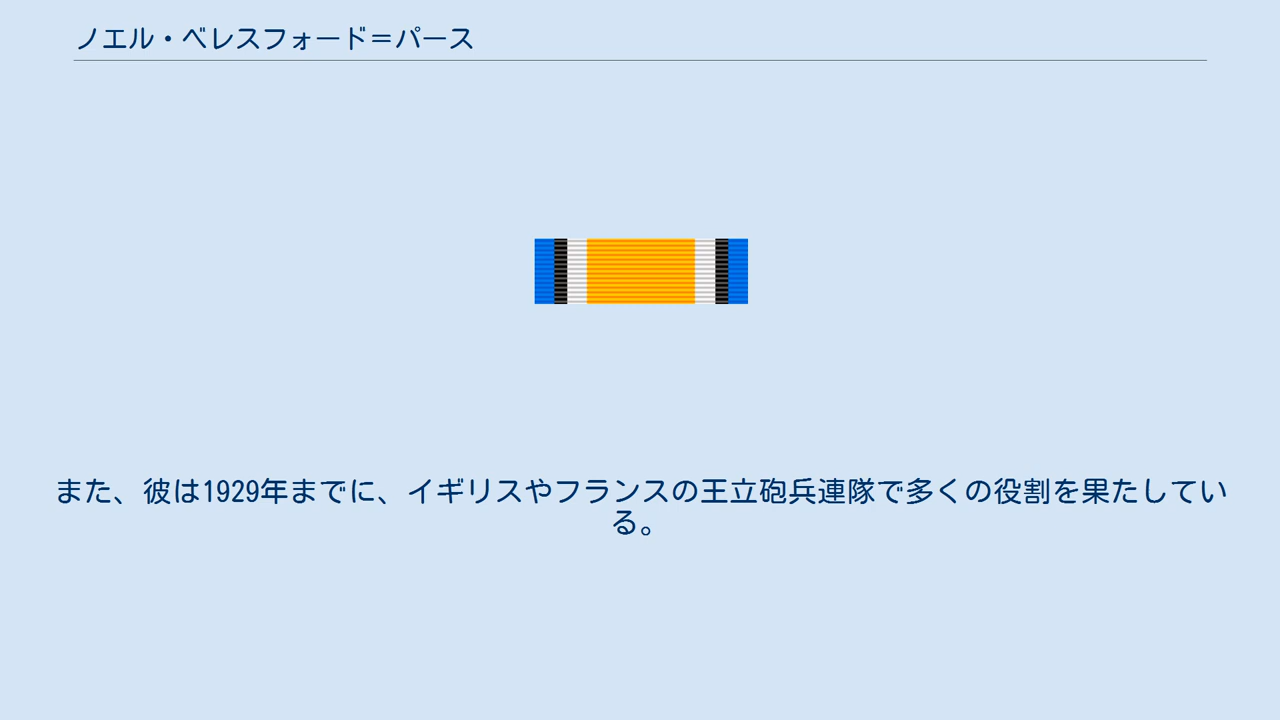 ノエル・ベレスフォード＝パース
また、彼は1929年までに、イギリスやフランスの王立砲兵連隊で多くの役割を果たしてい
る。